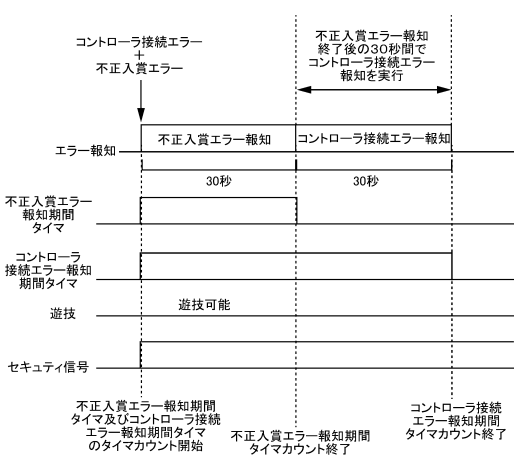 コントローラ接続エラー
+
不正入賞エラー
不正入賞エラー報知
終了後の30秒間で
コントローラ接続エラー
報知を実行
エラー報知
不正入賞エラー報知
コントローラ接続エラー報知
30秒
30秒
不正入賞エラー
報知期間
タイマ
コントローラ
接続エラー報知
期間タイマ
遊技
遊技可能
セキュティ信号
不正入賞エラー報知期間
タイマ及びコントローラ接続
エラー報知期間タイマ
のタイマカウント開始
不正入賞エラー報知期間
タイマカウント終了
コントローラ接続
エラー報知期間
タイマカウント終了